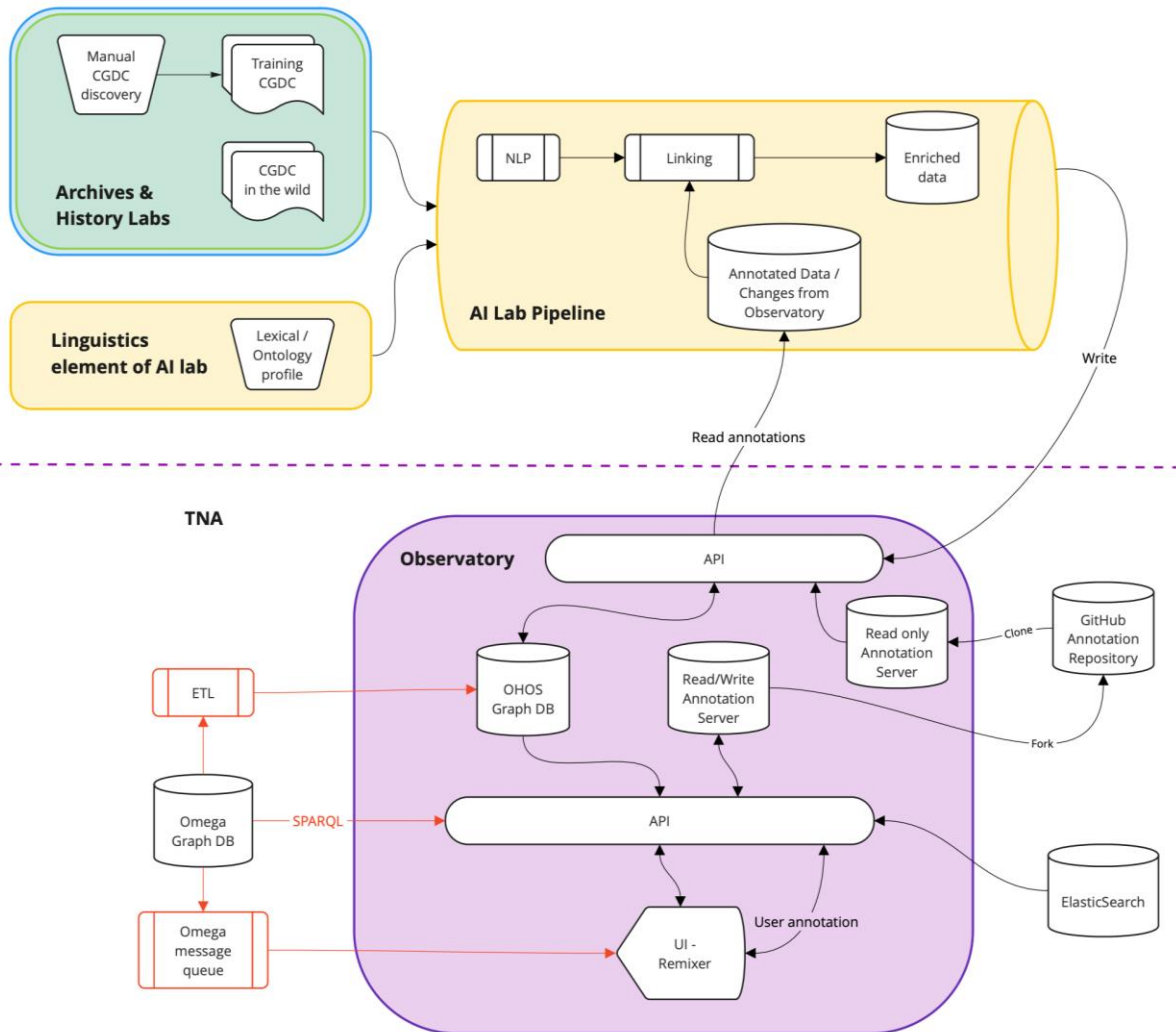 Manual
CGDC
discovery
Training
CGDC
CGDC
in the wild
Archives &
History Labs
NLP
Linking
Enriched
data
Annotated Data /
Changes from
Observatory
AI Lab Pipeline
Linguistics
element of AI lab
Lexical /
Ontology
profile
Write
Read annotations
TNA
Observatory
API
Read only
Annotation
Server
Clone
GitHub
Annotation
Repository
ETL
OHOS
Graph DB
Read/Write
Annotation
Server
Fork
Omega
Graph DB
SPARQL
API
ElasticSearch
Omega
message
queue
UI -
Remixer
User annotation